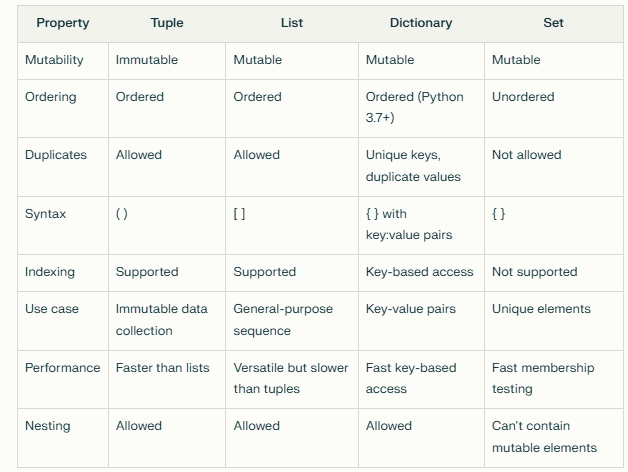 Property Tuple List Dictionary Set
Mutability Immutable Mutable Mutable Mutable
Ordering Ordered Ordered Ordered (Python Unordered
3.7+)
Duplicates Allowed Allowed Unique keys, Not allowed
duplicate values
Syntax ( ) [ ] { } with { }
key:value pairs
Indexing Supported Supported Key-based access Not supported
Use case Immutable data General-purpose Key-value pairs Unique elements
collection sequence
Performance Faster than lists Versatile but slower Fast key-based Fast membership
than tuples access testing
Nesting Allowed Allowed Allowed Can't contain
mutable elements